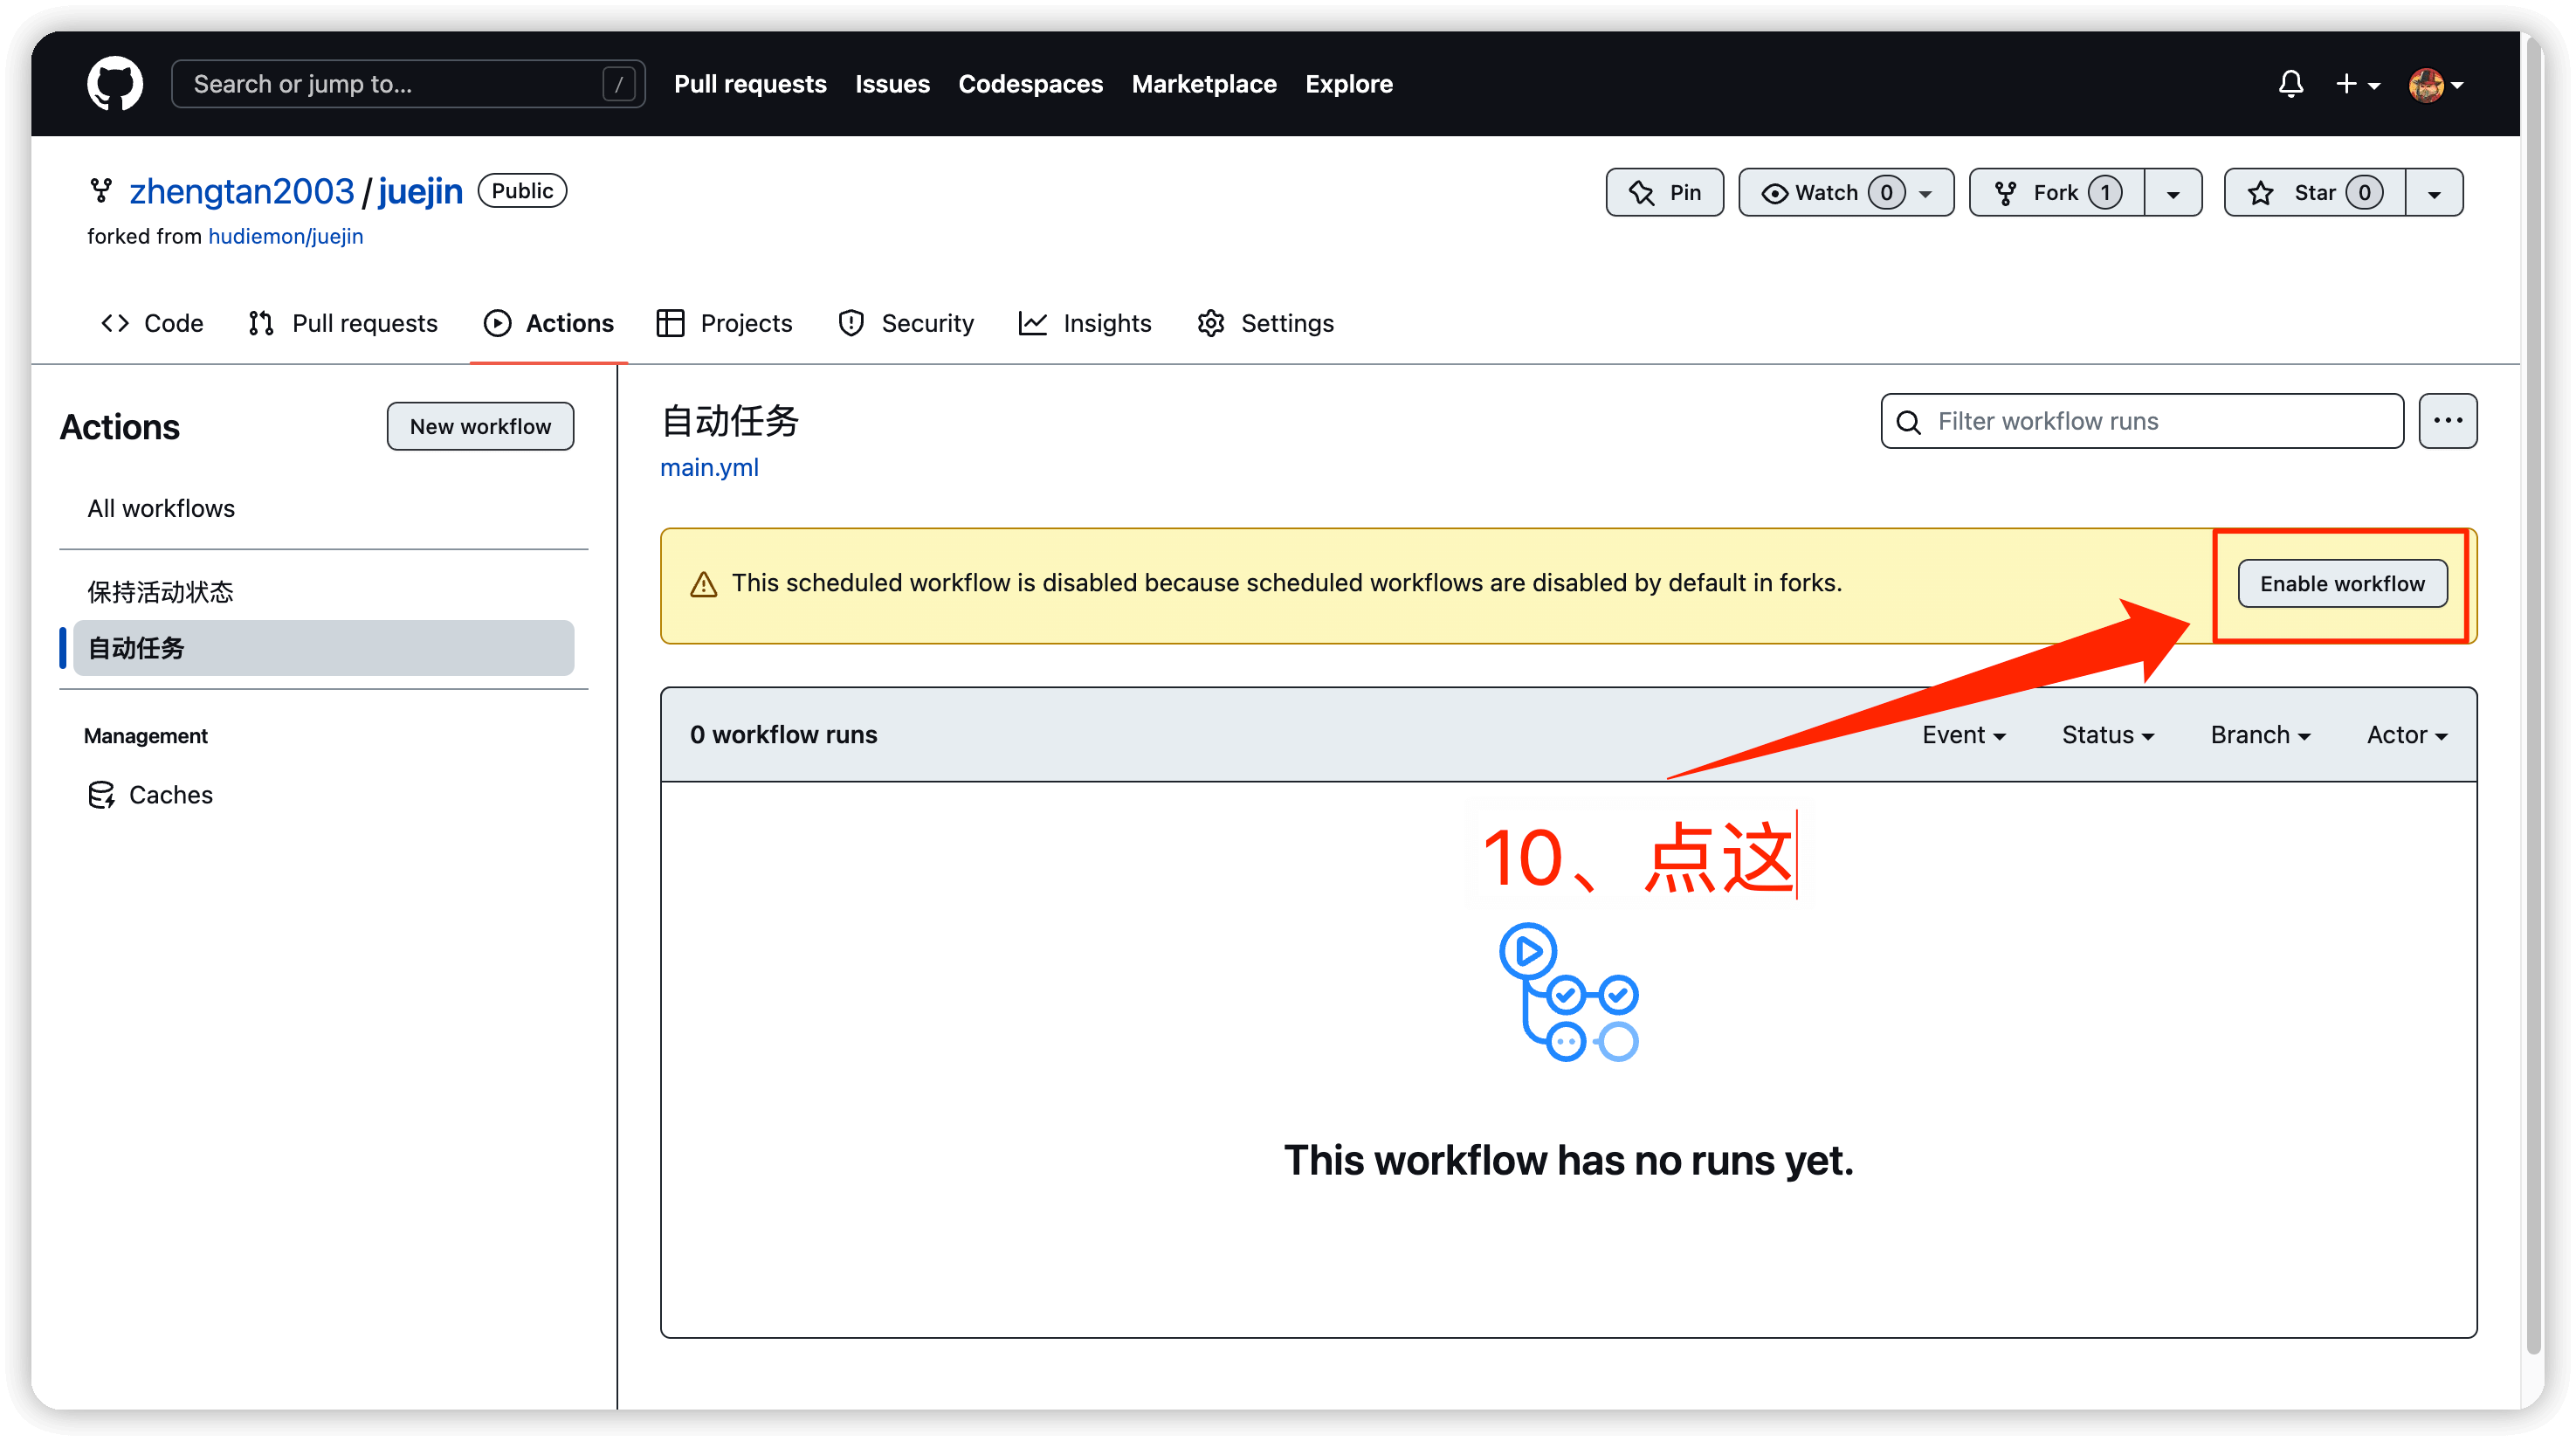 Search or jump to... /
Pull requests
Issues
Codespaces
Marketplace
Explore
zhengtan2003 / juejin Public
forked from hudiemon/juejin
Pin
Watch 0
Fork 1
Star 0
Code
Pull requests
Actions
Projects
Security
Insights
Settings
Actions
New workflow
All workflows
保持活动状态
自动任务
Management
Caches
自动任务
main.yml
Filter workflow runs
This scheduled workflow is disabled because scheduled workflows are disabled by default in forks.
Enable workflow
0 workflow runs
Event
Status
Branch
Actor
10、点这
This workflow has no runs yet.